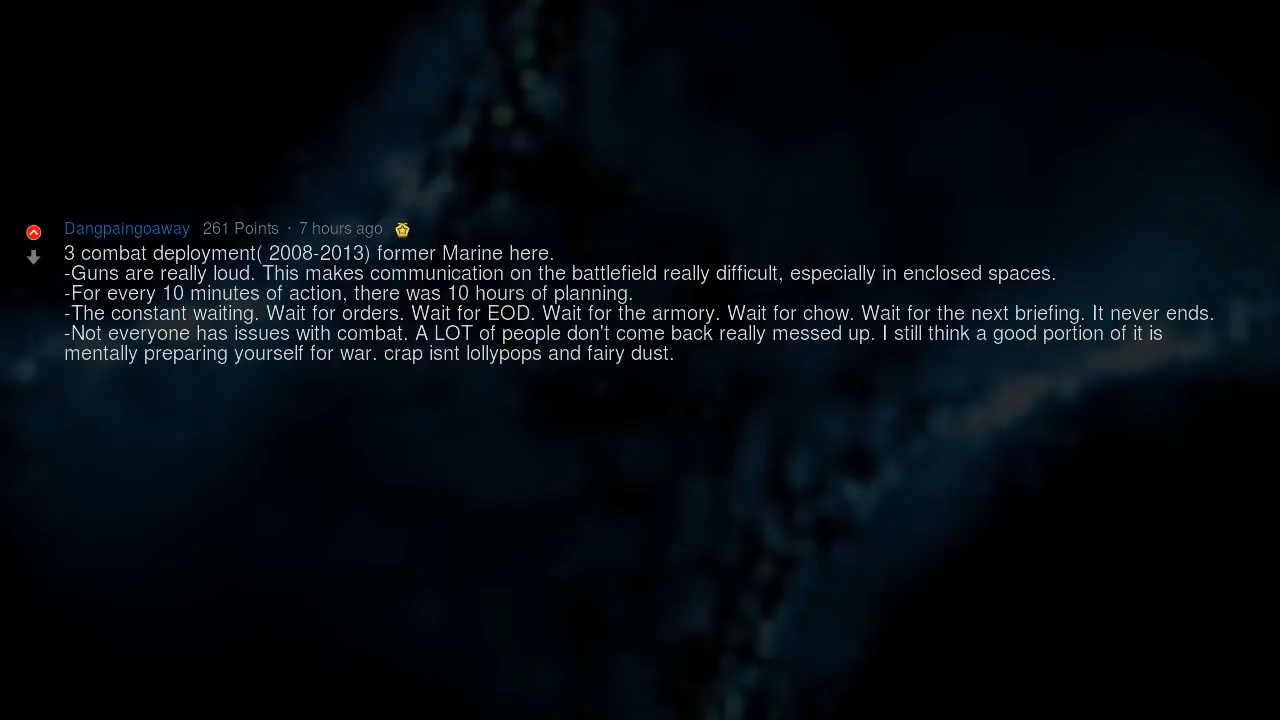 Dangpaingoaway 261 Points · 7 hours ago
3 combat deployment( 2008-2013) former Marine here.
-Guns are really loud. This makes communication on the battlefield really difficult, especially in enclosed spaces.
-For every 10 minutes of action, there was 10 hours of planning.
-The constant waiting. Wait for orders. Wait for EOD. Wait for the armory. Wait for chow. Wait for the next briefing. It never ends.
-Not everyone has issues with combat. A LOT of people don't come back really messed up. I still think a good portion of it is
mentally preparing yourself for war. crap isnt lollypops and fairy dust.